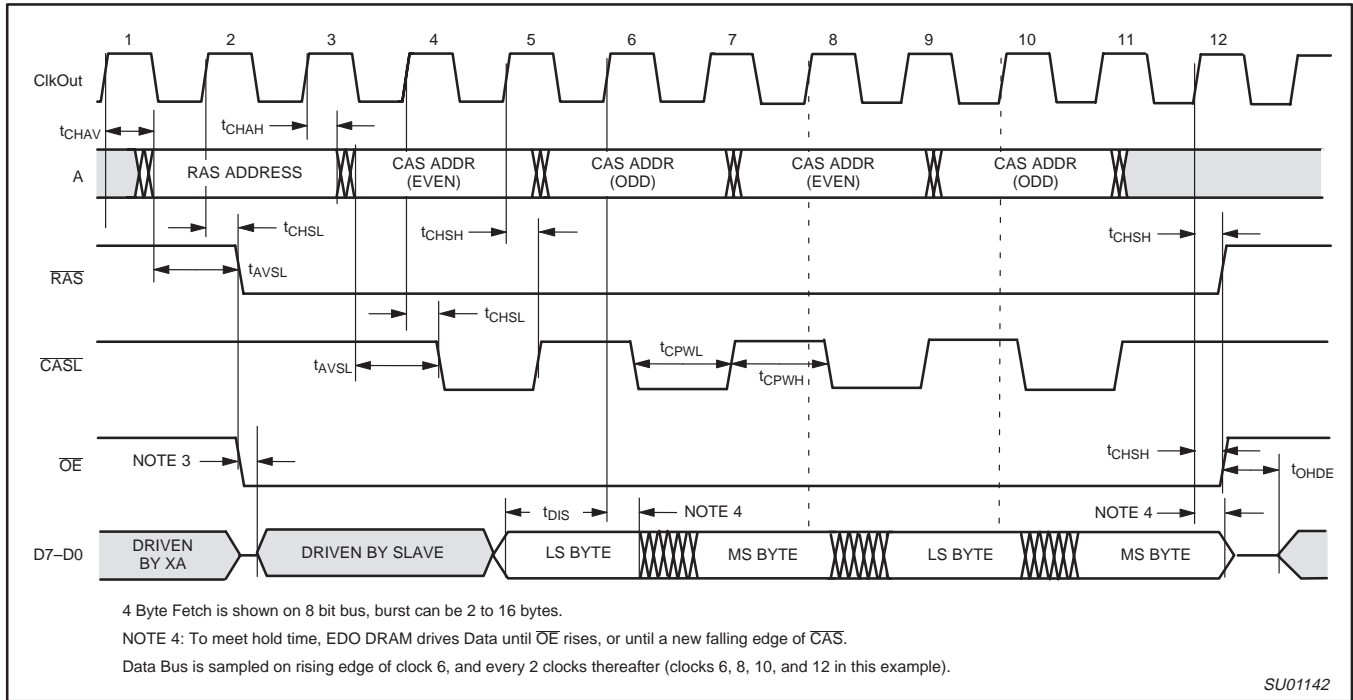 1 2 3 4 5 6 7 8 9 10 11 12
ClkOut
tCHAV
tCHAH
A
RAS ADDRESS
CAS ADDR
(EVEN)
CAS ADDR
(ODD)
CAS ADDR
(EVEN)
CAS ADDR
(ODD)
tCHSL
tCHSH
tCHSH
RAS
tAVSL
tCHSL
CASL
tAVSL
tCPWL
tCPWH
OE
NOTE 3
tCHSH
tOHDE
tDIS
NOTE 4
NOTE 4
D7–D0
DRIVEN
BY XA
DRIVEN BY SLAVE
LS BYTE
MS BYTE
LS BYTE
MS BYTE
4 Byte Fetch is shown on 8 bit bus, burst can be 2 to 16 bytes.
NOTE 4: To meet hold time, EDO DRAM drives Data until OE rises, or until a new falling edge of CAS.
Data Bus is sampled on rising edge of clock 6, and every 2 clocks thereafter (clocks 6, 8, 10, and 12 in this example).
SU01142